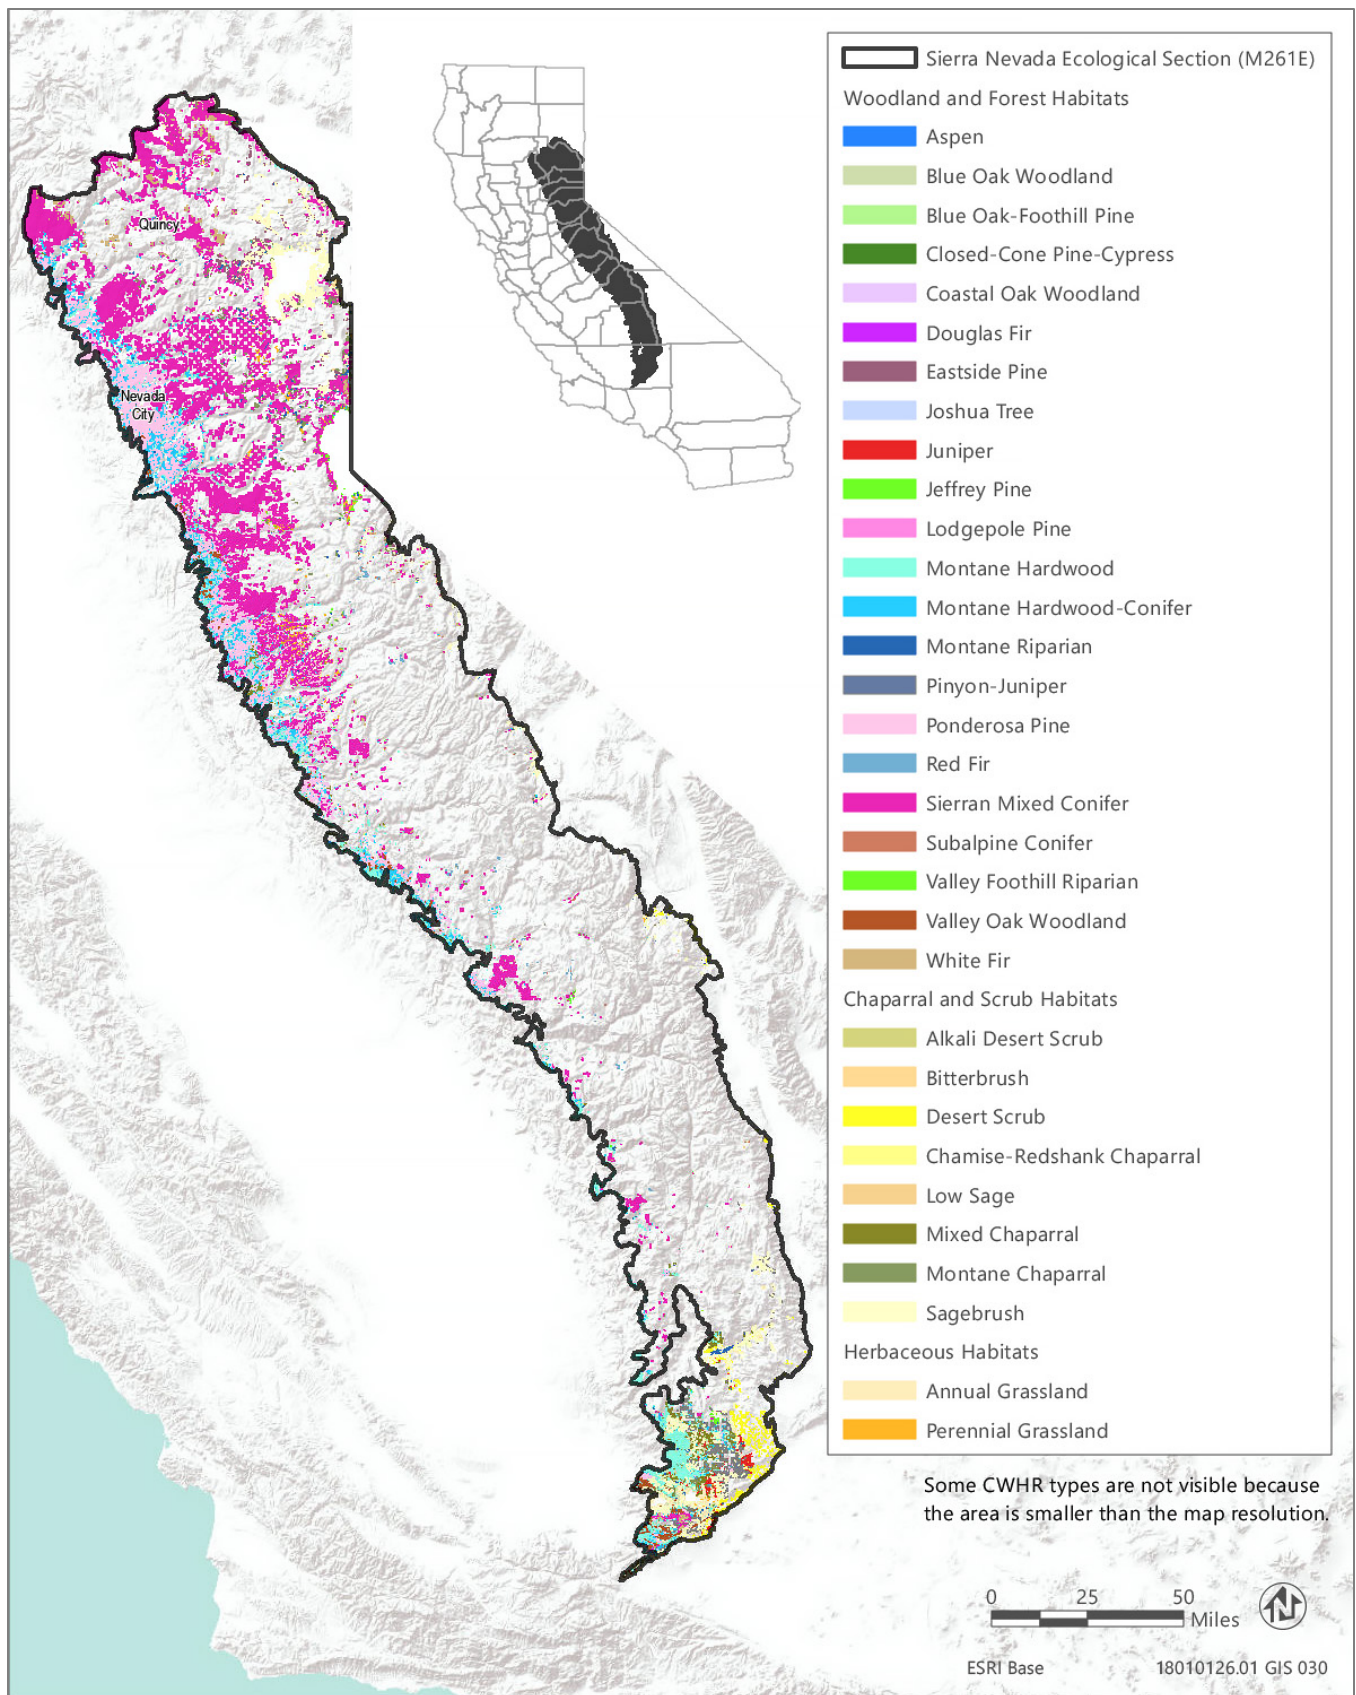 Quincy
Nevada
City
Sierra Nevada Ecological Section (M261E)
Woodland and Forest Habitats
Aspen
Blue Oak Woodland
Blue Oak-Foothill Pine
Closed-Cone Pine-Cypress
Coastal Oak Woodland
Douglas Fir
Eastside Pine
Joshua Tree
Juniper
Jeffrey Pine
Lodgepole Pine
Montane Hardwood
Montane Hardwood-Conifer
Montane Riparian
Pinyon-Juniper
Ponderosa Pine
Red Fir
Sierran Mixed Conifer
Subalpine Conifer
Valley Foothill Riparian
Valley Oak Woodland
White Fir
Chaparral and Scrub Habitats
Alkali Desert Scrub
Bitterbrush
Desert Scrub
Chamise-Redshank Chaparral
Low Sage
Mixed Chaparral
Montane Chaparral
Sagebrush
Herbaceous Habitats
Annual Grassland
Perennial Grassland
Some CWHR types are not visible because
the area is smaller than the map resolution.
0 25 50
Miles
N
ESRI Base 18010126.01 GIS 030